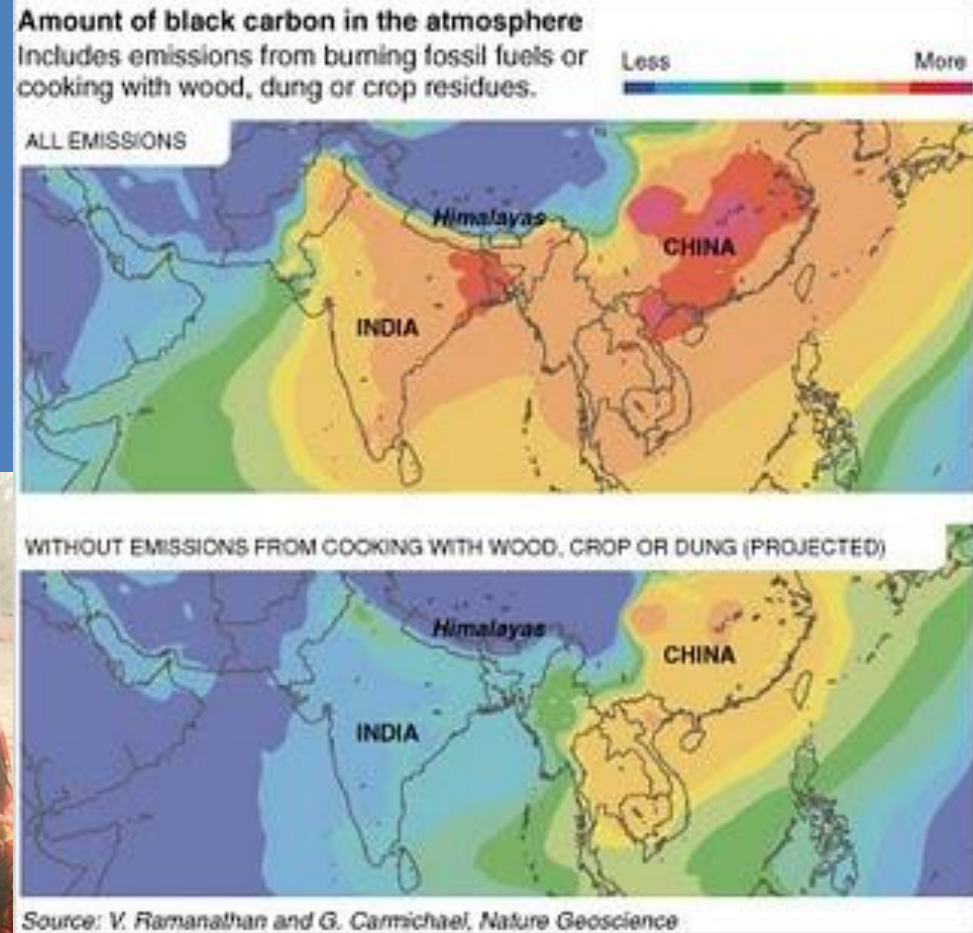 Amount of black carbon in the atmosphere
Includes emissions from burning fossil fuels or
cooking with wood, dung or crop residues.
Less More
ALL EMISSIONS
Himalayas
CHINA
INDIA
WITHOUT EMISSIONS FROM COOKING WITH WOOD, CROP OR DUNG (PROJECTED)
Himalayas
CHINA
INDIA
Source: V. Ramanathan and G. Carmichael, Nature Geoscience